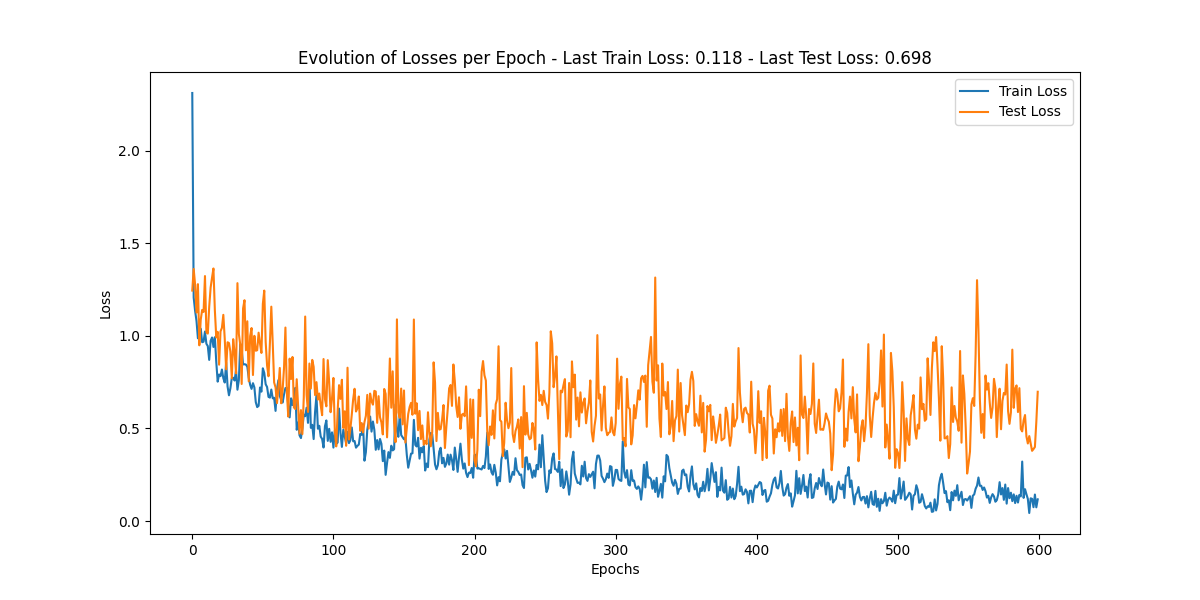 Evolution of Losses per Epoch - Last Train Loss: 0.118 - Last Test Loss: 0.698
Train Loss
Test Loss
2.0
1.5
1.0
0.5
0.0
Loss
0
100
200
300
400
500
600
Epochs